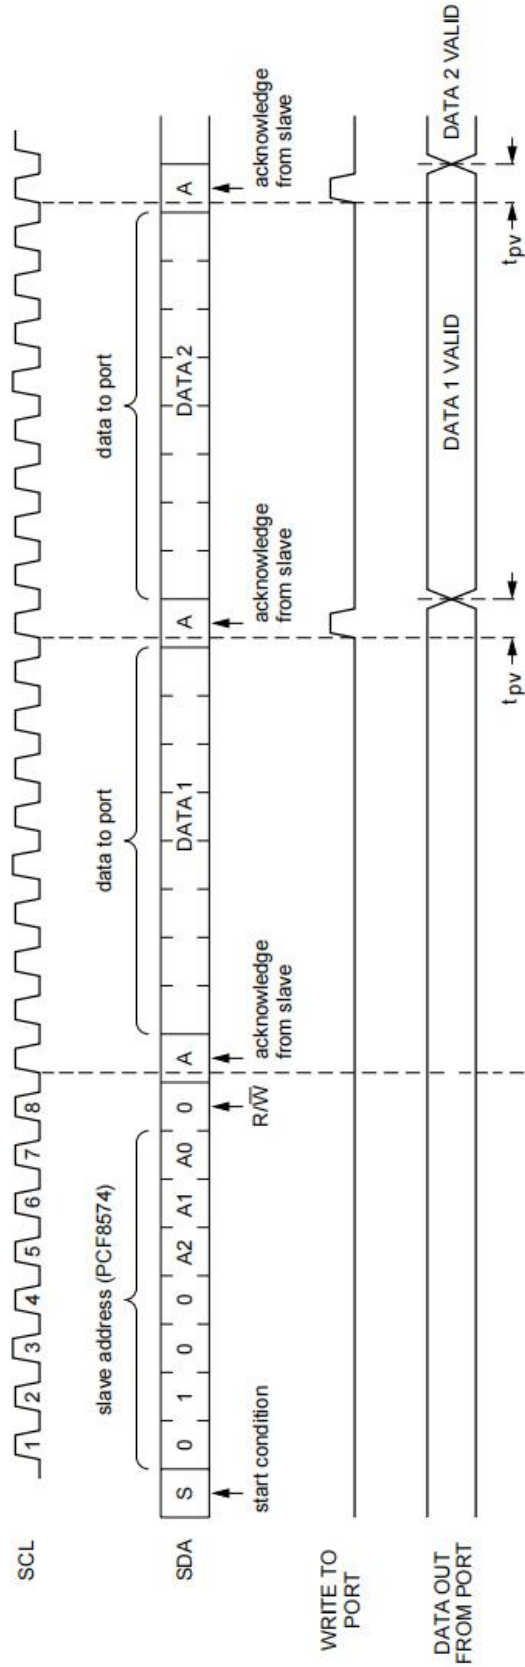 SCL
1 2 3 4 5 6 7 8
slave address (PCF8574)
data to port
data to port
SDA
S 0 1 0 0 A2 A1 A0 0 A DATA 1 A DATA 2 A
start condition
R/W̅
acknowledge
from slave
acknowledge
from slave
acknowledge
from slave
WRITE TO
PORT
DATA OUT
FROM PORT
DATA 1 VALID
DATA 2 VALID
tpv
tpv